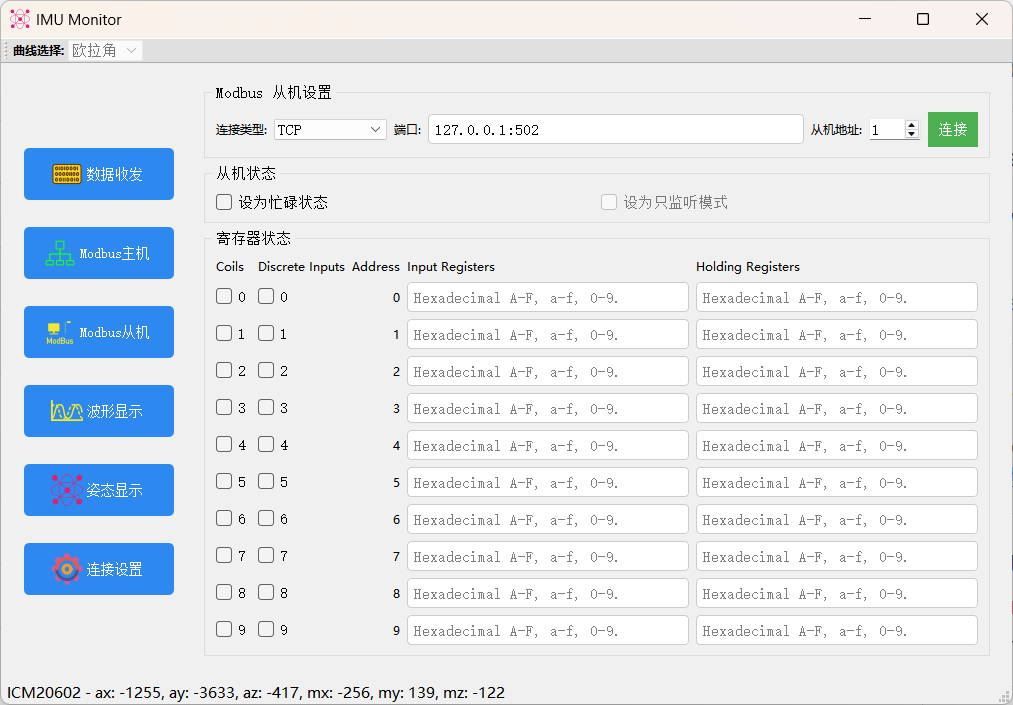 IMU Monitor
曲线选择: 欧拉角
数据收发
Modbus主机
ModBus Modbus从机
波形显示
姿态显示
连接设置
Modbus 从机设置
连接类型: TCP 端口: 127.0.0.1:502 从机地址: 1 连接
从机状态
设为忙碌状态 设为只监听模式
寄存器状态
Coils Discrete Inputs Address Input Registers Holding Registers
0 0 0 Hexadecimal A-F, a-f, 0-9. Hexadecimal A-F, a-f, 0-9.
1 1 1 Hexadecimal A-F, a-f, 0-9. Hexadecimal A-F, a-f, 0-9.
2 2 2 Hexadecimal A-F, a-f, 0-9. Hexadecimal A-F, a-f, 0-9.
3 3 3 Hexadecimal A-F, a-f, 0-9. Hexadecimal A-F, a-f, 0-9.
4 4 4 Hexadecimal A-F, a-f, 0-9. Hexadecimal A-F, a-f, 0-9.
5 5 5 Hexadecimal A-F, a-f, 0-9. Hexadecimal A-F, a-f, 0-9.
6 6 6 Hexadecimal A-F, a-f, 0-9. Hexadecimal A-F, a-f, 0-9.
7 7 7 Hexadecimal A-F, a-f, 0-9. Hexadecimal A-F, a-f, 0-9.
8 8 8 Hexadecimal A-F, a-f, 0-9. Hexadecimal A-F, a-f, 0-9.
9 9 9 Hexadecimal A-F, a-f, 0-9. Hexadecimal A-F, a-f, 0-9.
ICM20602 - ax: -1255, ay: -3633, az: -417, mx: -256, my: 139, mz: -122